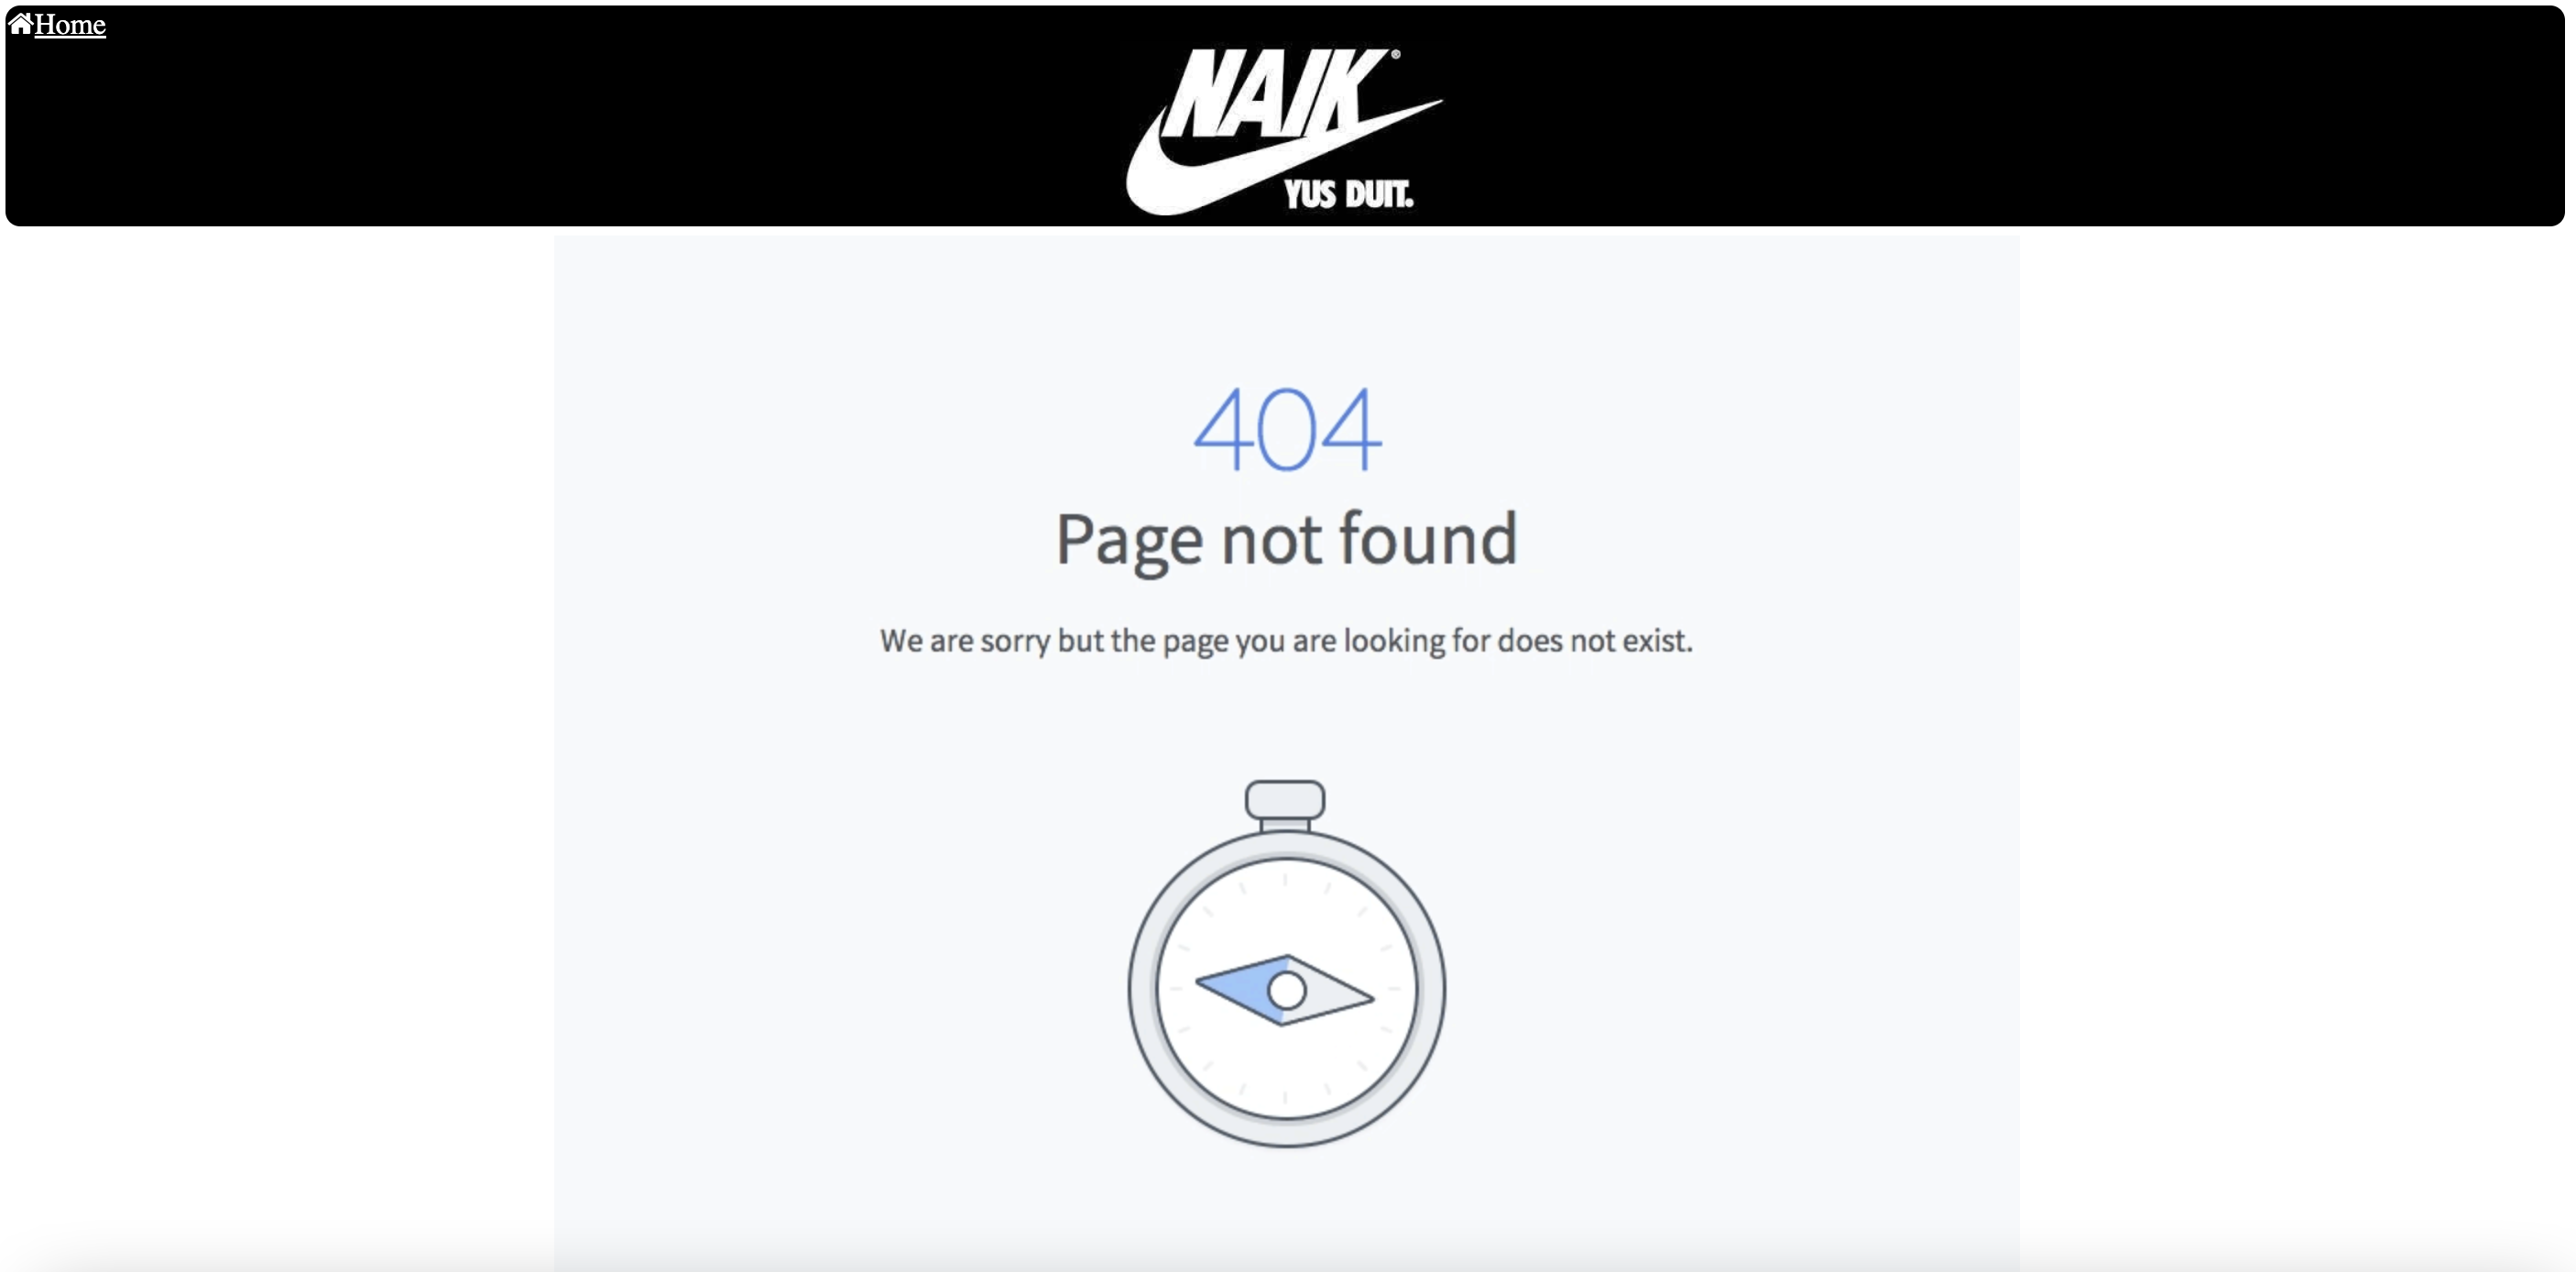 Home
NAIK®
YUS DUIT.
404
Page not found
We are sorry but the page you are looking for does not exist.